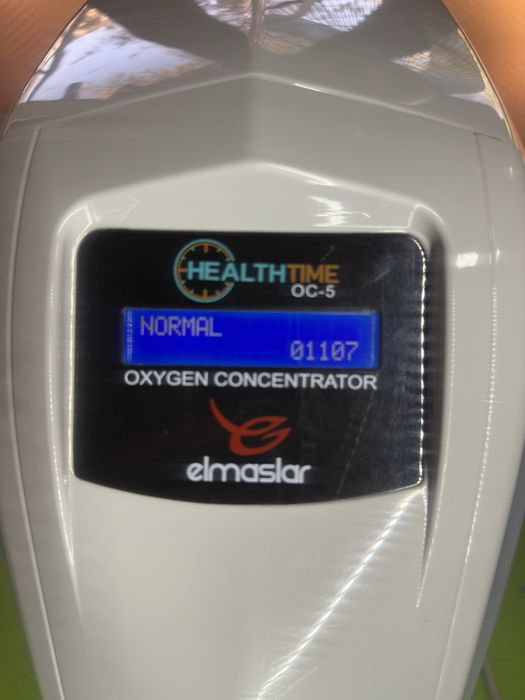 HEALTHTIME
OC-5
NORMAL
01107
OXYGEN CONCENTRATOR
elmaslar